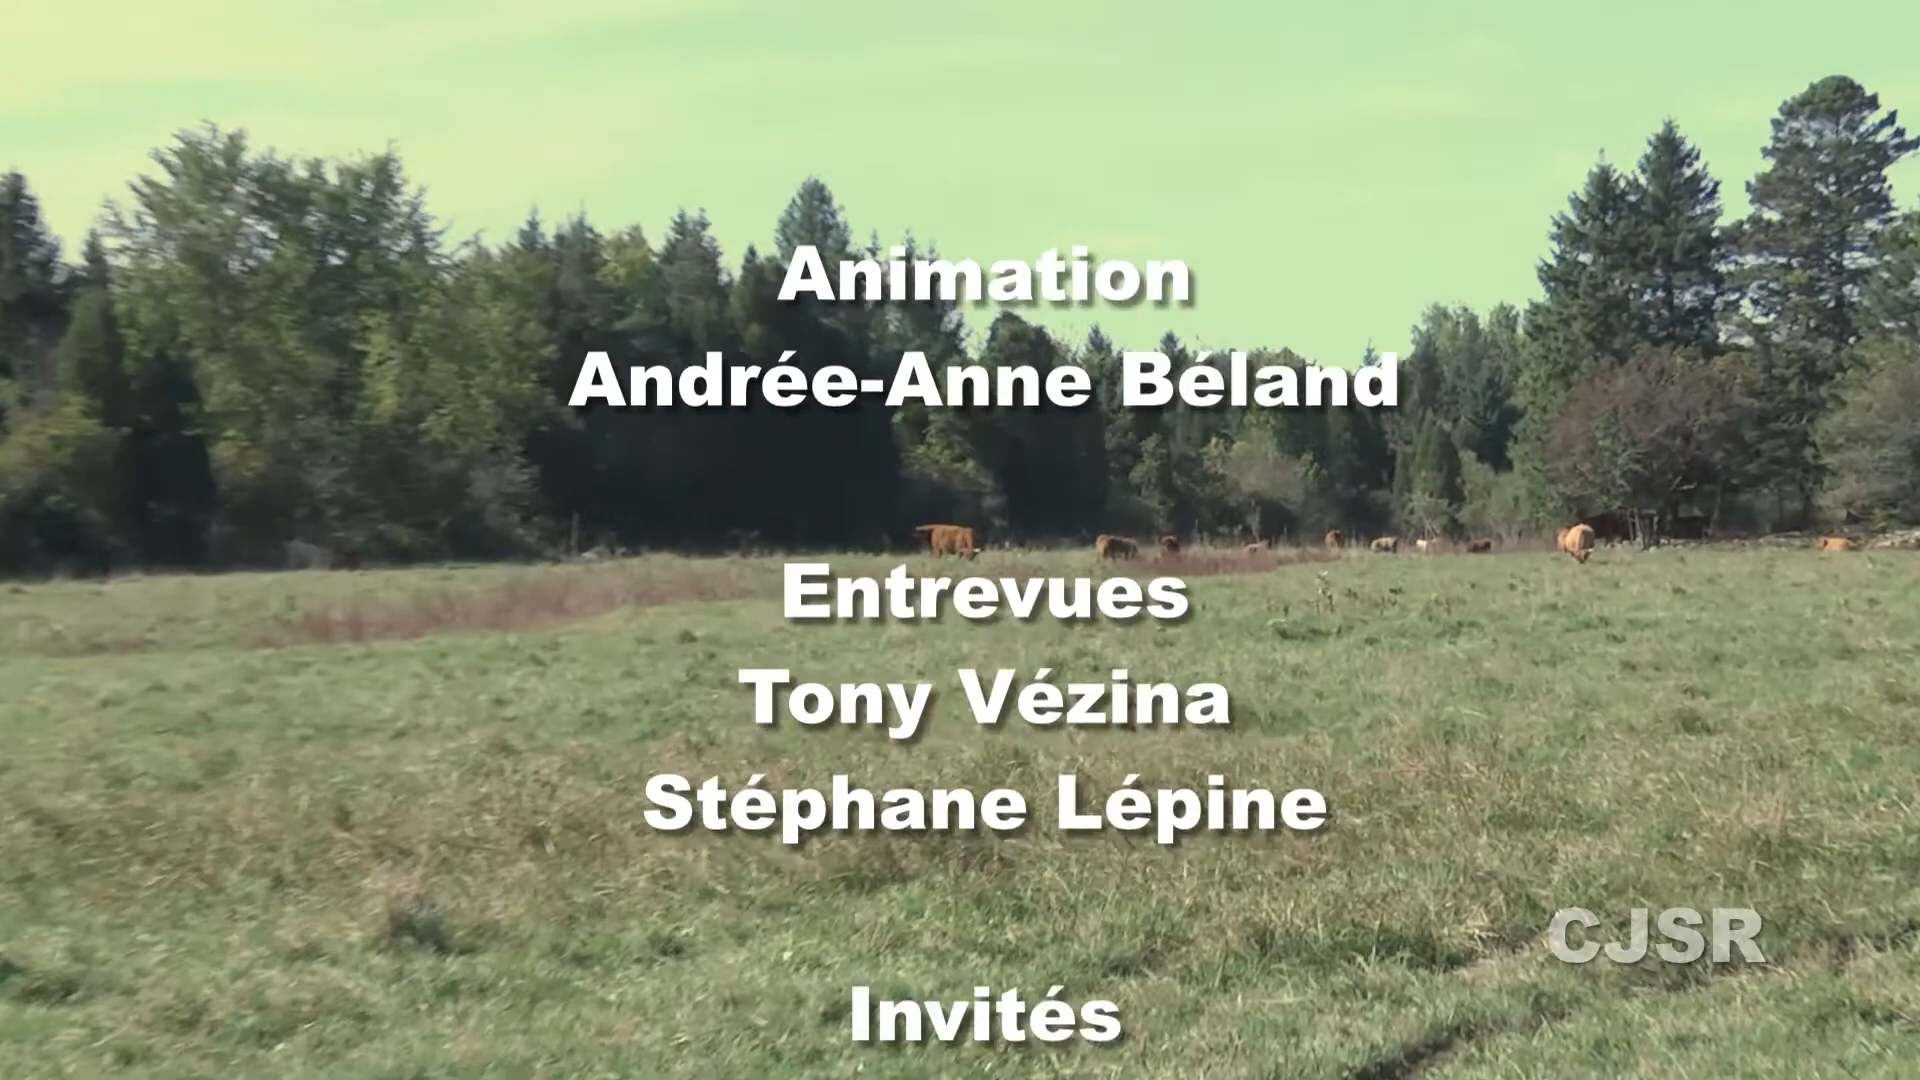 Animation
Andrée-Anne Béland
Entrevues
Tony Vézina
Stéphane Lépine
CJSR
Invités